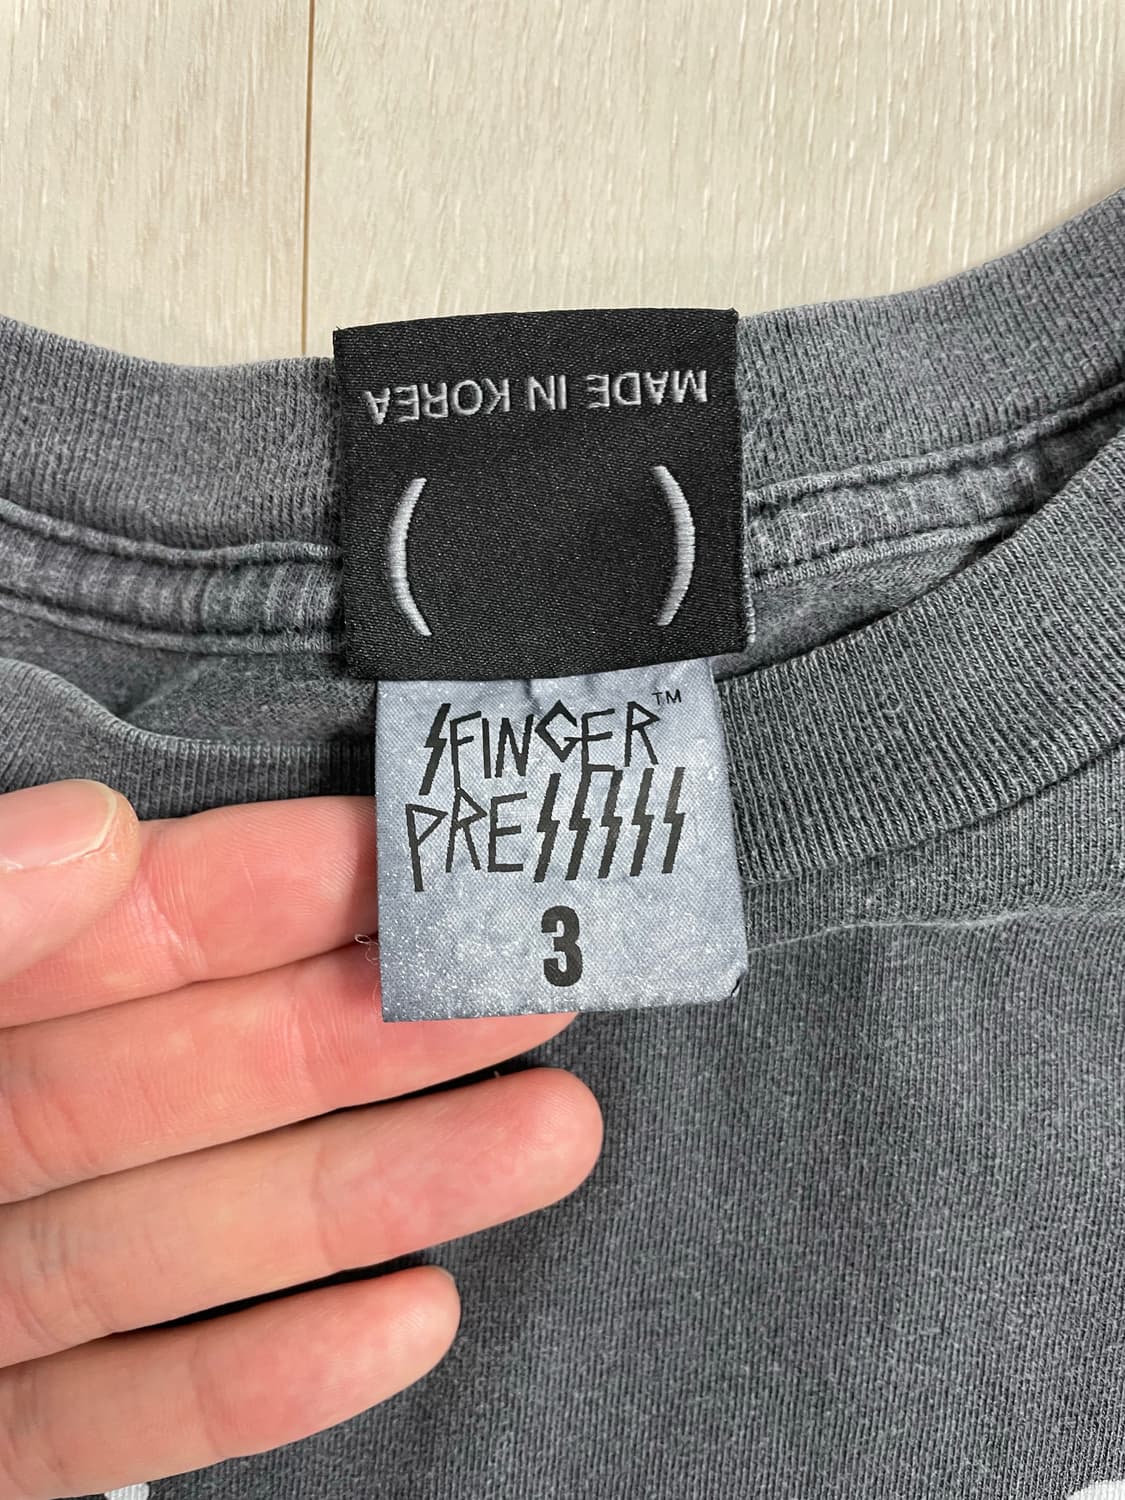 MADE IN KOREA
( )
SFINGER™
PRESSSSS
3